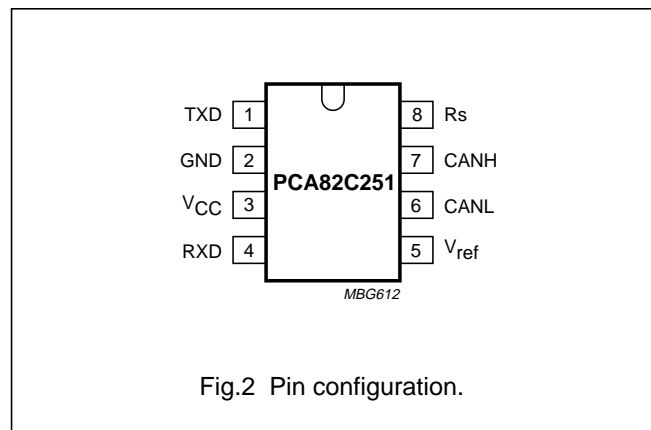 TXD 1 8 Rs
GND 2 7 CANH
PCA82C251
VCC 3 6 CANL
RXD 4 5 Vref
MBG612
Fig.2 Pin configuration.